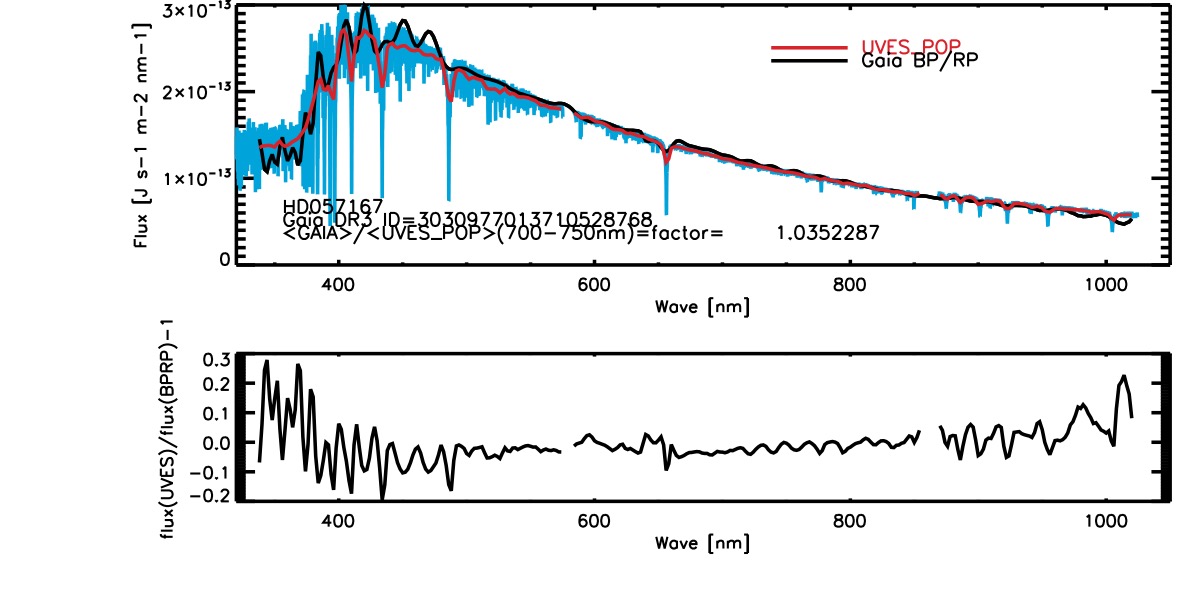 3×10⁻¹³
2×10⁻¹³
1×10⁻¹³
0
Flux [J s−1 m−2 nm−1]
UVES_POP
Gaia BP/RP
HD057167
Gaia DR3 ID=3030977013710528768
<GAIA>/<UVES_POP>(700−750nm)=factor= 1.0352287
400 600 800 1000
Wave [nm]
0.3
0.2
0.1
0.0
−0.1
−0.2
flux(UVES)/flux(BPRP)−1
400 600 800 1000
Wave [nm]